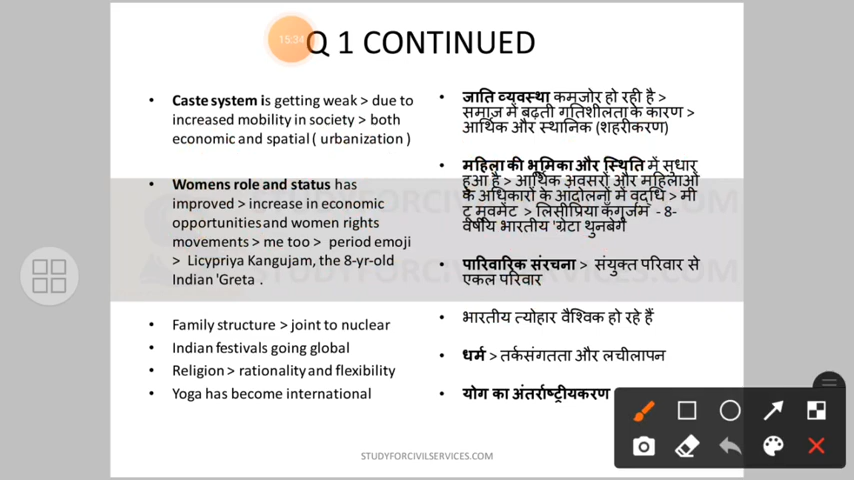 15:34
Q 1 CONTINUED
• Caste system is getting weak > due to
increased mobility in society > both
economic and spatial ( urbanization )
• Womens role and status has
improved > increase in economic
opportunities and women rights
movements > me too > period emoji
> Licypriya Kangujam, the 8-yr-old
Indian 'Greta .
• Family structure > joint to nuclear
• Indian festivals going global
• Religion > rationality and flexibility
• Yoga has become international
• जाति व्यवस्था कमजोर हो रही है >
समाज में बढ़ती गतिशीलता के कारण >
आर्थिक और स्थानिक (शहरीकरण)
• महिला की भूमिका और स्थिति में सुधार
हुआ है > आर्थिक अवसरों और महिलाओं
के अधिकारों के आंदोलनों में वृद्धि > मी
टू मूवमेंट > लिसीप्रिया कँगुजम - 8-
वर्षीय भारतीय 'ग्रेटा थुनबेर्ग
• पारिवारिक संरचना > संयुक्त परिवार से
एकल परिवार
• भारतीय त्योहार वैश्विक हो रहे हैं
• धर्म > तर्कसंगतता और लचीलापन
• योग का अंतर्राष्ट्रीयकरण
STUDYFORCIVILSERVICES.COM